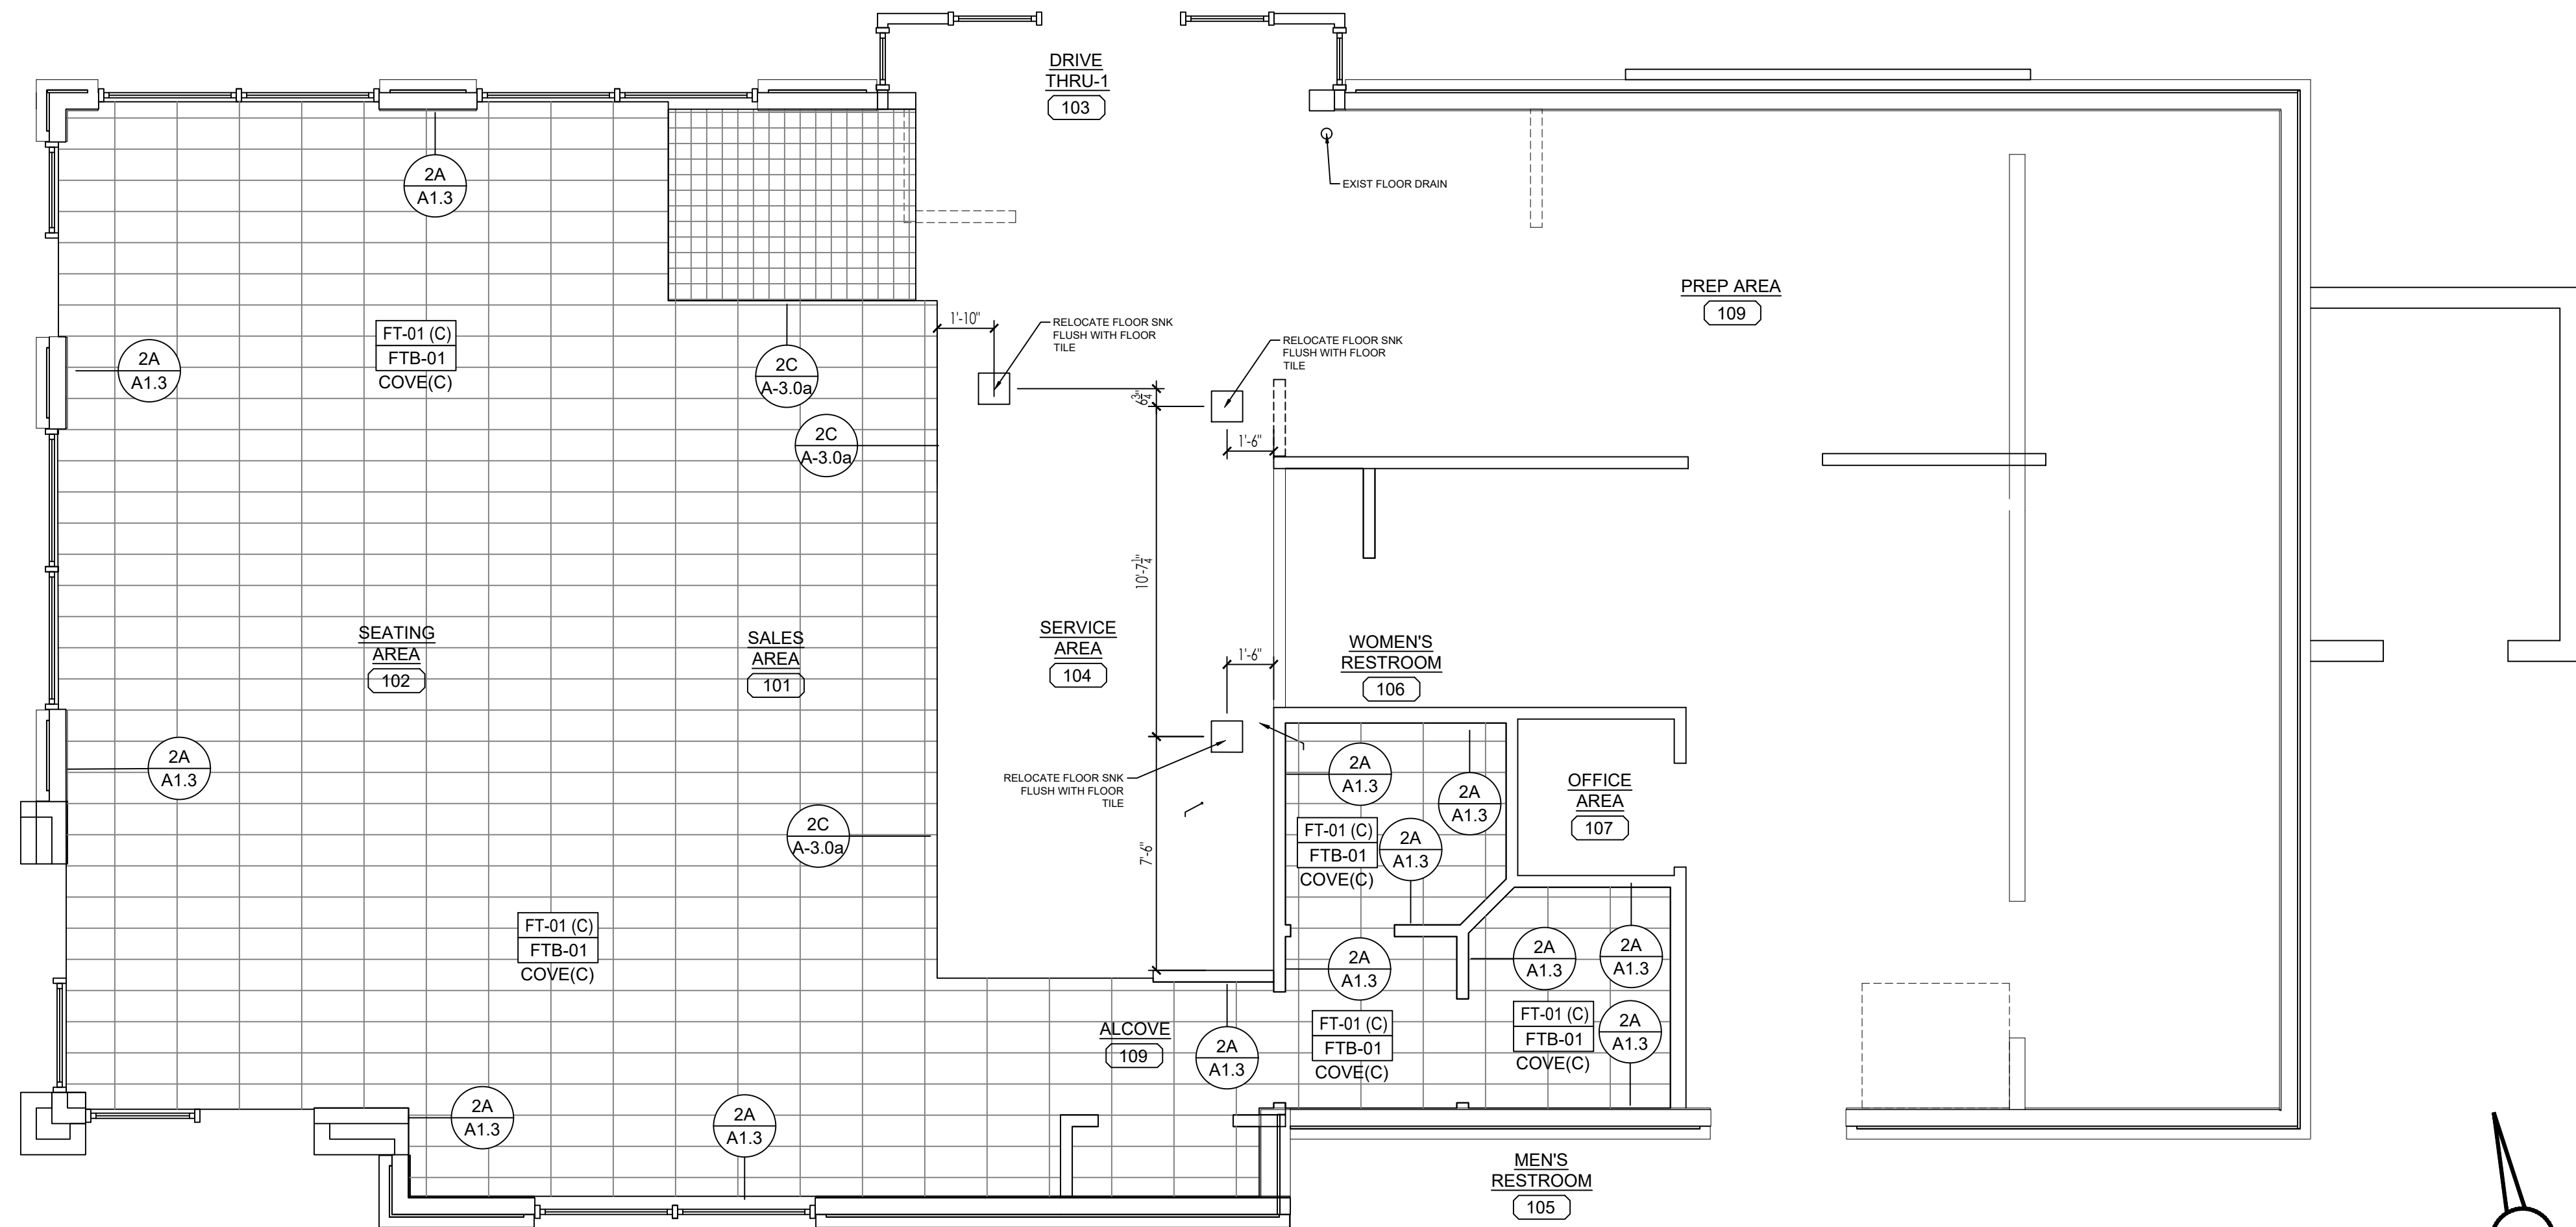 DRIVE
THRU-1
103
2A
A1.3
EXIST FLOOR DRAIN
PREP AREA
109
1'-10"
RELOCATE FLOOR SNK
FLUSH WITH FLOOR
TILE
RELOCATE FLOOR SNK
FLUSH WITH FLOOR
TILE
FT-01 (C)
FTB-01
COVE(C)
2A
A1.3
2C
A-3.0a
6 3/4"
2C
A-3.0a
1'-6"
10'-7 1/4"
SEATING
AREA
102
SALES
AREA
101
SERVICE
AREA
104
1'-6"
WOMEN'S
RESTROOM
106
2A
A1.3
RELOCATE FLOOR SNK
FLUSH WITH FLOOR
TILE
2A
A1.3
2A
A1.3
OFFICE
AREA
107
2C
A-3.0a
7'-6"
FT-01 (C)
FTB-01
COVE(C)
2A
A1.3
FT-01 (C)
FTB-01
COVE(C)
2A
A1.3
2A
A1.3
2A
A1.3
ALCOVE
109
2A
A1.3
FT-01 (C)
FTB-01
COVE(C)
FT-01 (C)
FTB-01
COVE(C)
2A
A1.3
2A
A1.3
2A
A1.3
MEN'S
RESTROOM
105